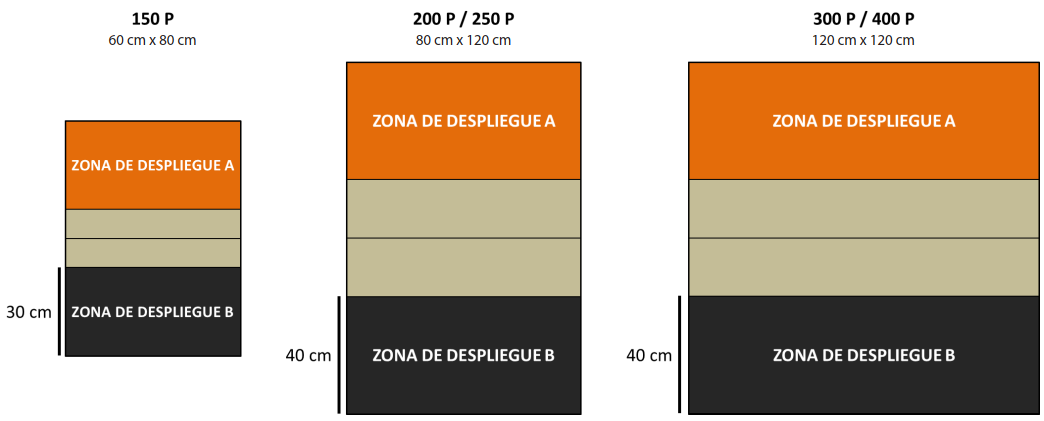 150 P
60 cm x 80 cm
ZONA DE DESPLIEGUE A
ZONA DE DESPLIEGUE B
30 cm
200 P / 250 P
80 cm x 120 cm
ZONA DE DESPLIEGUE A
ZONA DE DESPLIEGUE B
40 cm
300 P / 400 P
120 cm x 120 cm
ZONA DE DESPLIEGUE A
ZONA DE DESPLIEGUE B
40 cm